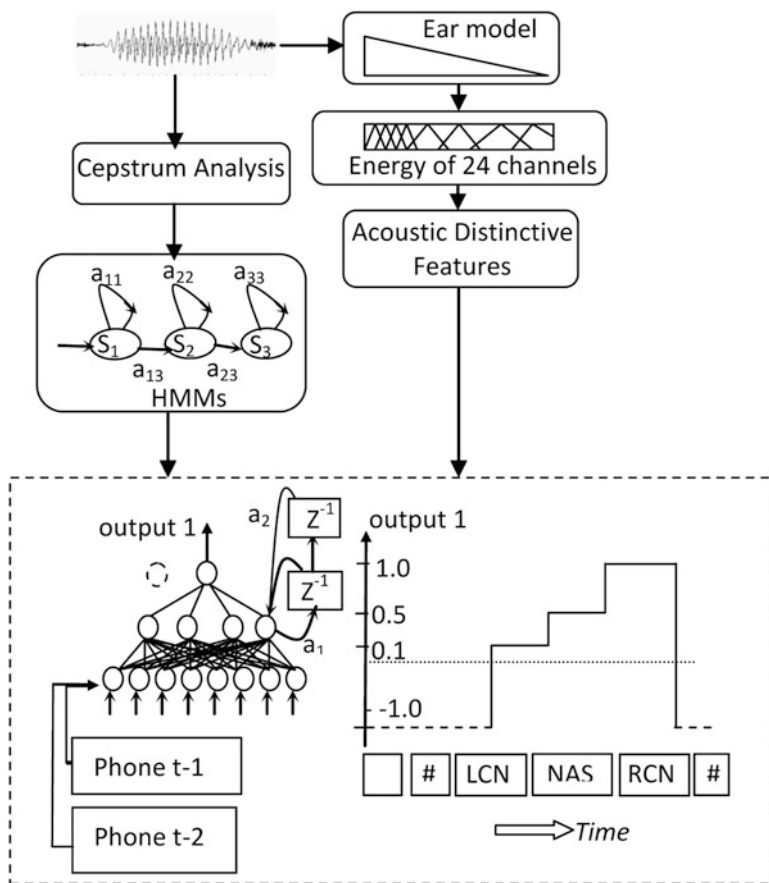 Ear model
Energy of 24 channels
Cepstrum Analysis
Acoustic Distinctive
Features
a11 a22 a33
S1 S2 S3
a13 a23
HMMs
output 1
a2
Z-1
Z-1
a1
Phone t-1
Phone t-2
output 1
1.0
0.5
0.1
-1.0
# LCN NAS RCN #
Time